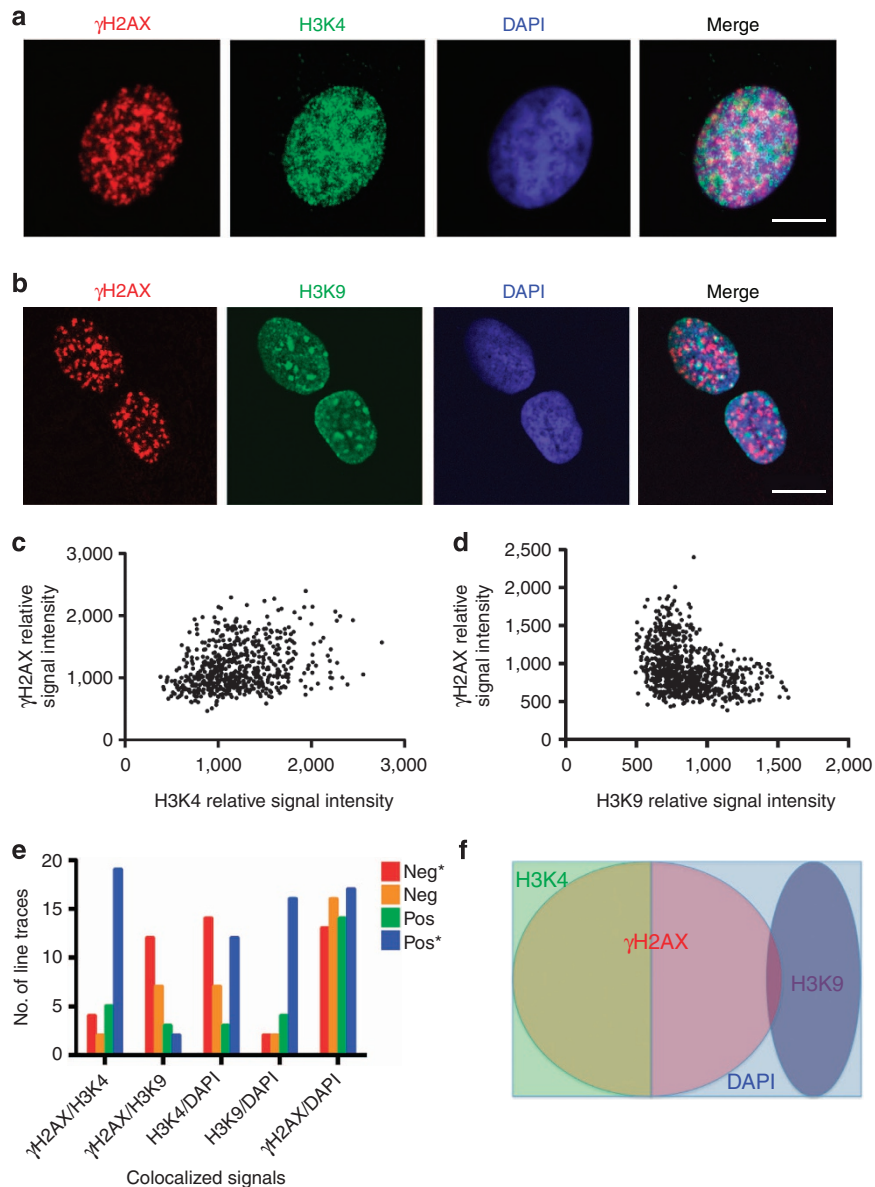 a
γH2AX H3K4 DAPI Merge
b
γH2AX H3K9 DAPI Merge
c
γH2AX relative
signal intensity
3,000
2,000
1,000
0
0 1,000 2,000 3,000
H3K4 relative signal intensity
d
γH2AX relative
signal intensity
2,500
2,000
1,500
1,000
500
0
0 500 1,000 1,500 2,000
H3K9 relative signal intensity
e
No. of line traces
20
15
10
5
0
Neg*
Neg
Pos
Pos*
γH2AX/H3K4
γH2AX/H3K9
H3K4/DAPI
H3K9/DAPI
γH2AX/DAPI
Colocalized signals
f
H3K4
γH2AX
H3K9
DAPI